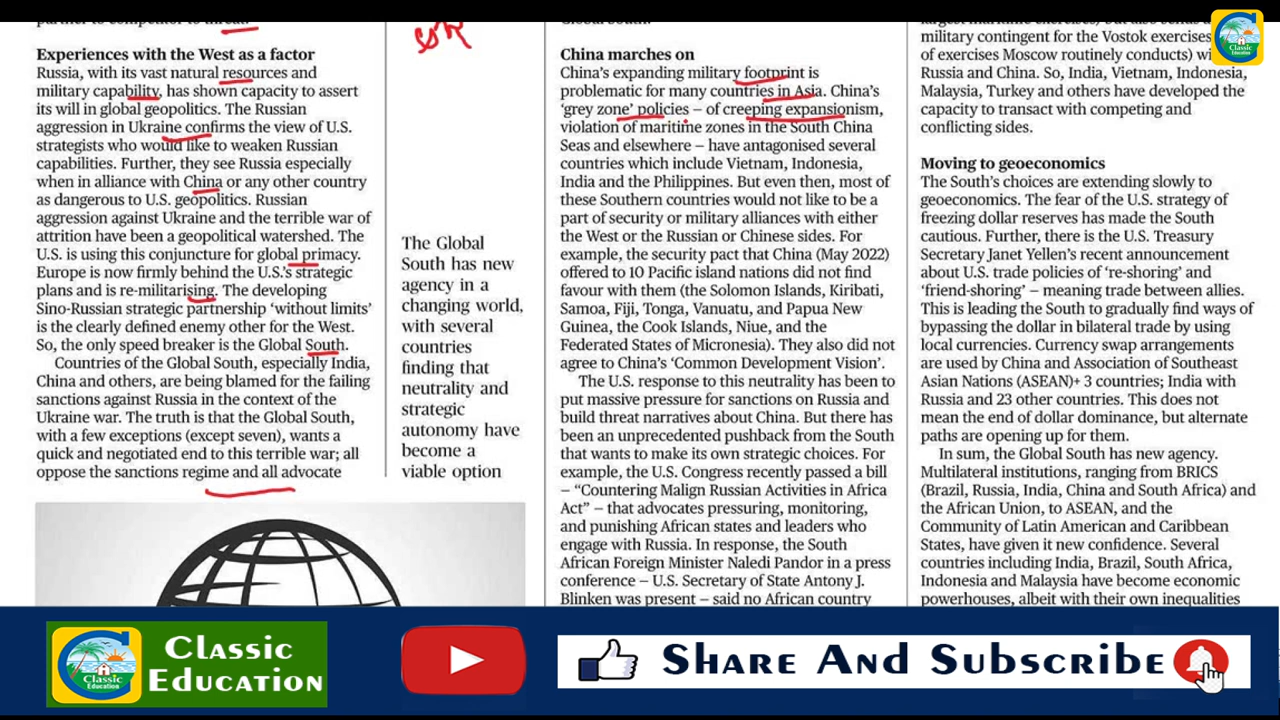 partner to competitor to threat.
Experiences with the West as a factor
Russia, with its vast natural resources and
military capability, has shown capacity to assert
its will in global geopolitics. The Russian
aggression in Ukraine confirms the view of U.S.
strategists who would like to weaken Russian
capabilities. Further, they see Russia especially
when in alliance with China or any other country
as dangerous to U.S. geopolitics. Russian
aggression against Ukraine and the terrible war of
attrition have been a geopolitical watershed. The
U.S. is using this conjuncture for global primacy.
Europe is now firmly behind the U.S.'s strategic
plans and is re-militarising. The developing
Sino-Russian strategic partnership 'without limits'
is the clearly defined enemy other for the West.
So, the only speed breaker is the Global South.
Countries of the Global South, especially India,
China and others, are being blamed for the failing
sanctions against Russia in the context of the
Ukraine war. The truth is that the Global South,
with a few exceptions (except seven), wants a
quick and negotiated end to this terrible war; all
oppose the sanctions regime and all advocate
The Global
South has new
agency in a
changing world,
with several
countries
finding that
neutrality and
strategic
autonomy have
become a
viable option
Global South.
China marches on
China's expanding military footprint is
problematic for many countries in Asia. China's
'grey zone' policies – of creeping expansionism,
violation of maritime zones in the South China
Seas and elsewhere – have antagonised several
countries which include Vietnam, Indonesia,
India and the Philippines. But even then, most of
these Southern countries would not like to be a
part of security or military alliances with either
the West or the Russian or Chinese sides. For
example, the security pact that China (May 2022)
offered to 10 Pacific island nations did not find
favour with them (the Solomon Islands, Kiribati,
Samoa, Fiji, Tonga, Vanuatu, and Papua New
Guinea, the Cook Islands, Niue, and the
Federated States of Micronesia). They also did not
agree to China's 'Common Development Vision'.
The U.S. response to this neutrality has been to
put massive pressure for sanctions on Russia and
build threat narratives about China. But there has
been an unprecedented pushback from the South
that wants to make its own strategic choices. For
example, the U.S. Congress recently passed a bill
– "Countering Malign Russian Activities in Africa
Act" – that advocates pressuring, monitoring,
and punishing African states and leaders who
engage with Russia. In response, the South
African Foreign Minister Naledi Pandor in a press
conference – U.S. Secretary of State Antony J.
Blinken was present – said no African country
largest maritime exercises) but also sends a
military contingent for the Vostok exercises
of exercises Moscow routinely conducts) wi
Russia and China. So, India, Vietnam, Indonesia,
Malaysia, Turkey and others have developed the
capacity to transact with competing and
conflicting sides.
Moving to geoeconomics
The South's choices are extending slowly to
geoeconomics. The fear of the U.S. strategy of
freezing dollar reserves has made the South
cautious. Further, there is the U.S. Treasury
Secretary Janet Yellen's recent announcement
about U.S. trade policies of 're-shoring' and
'friend-shoring' – meaning trade between allies.
This is leading the South to gradually find ways of
bypassing the dollar in bilateral trade by using
local currencies. Currency swap arrangements
are used by China and Association of Southeast
Asian Nations (ASEAN)+ 3 countries; India with
Russia and 23 other countries. This does not
mean the end of dollar dominance, but alternate
paths are opening up for them.
In sum, the Global South has new agency.
Multilateral institutions, ranging from BRICS
(Brazil, Russia, India, China and South Africa) and
the African Union, to ASEAN, and the
Community of Latin American and Caribbean
States, have given it new confidence. Several
countries including India, Brazil, South Africa,
Indonesia and Malaysia have become economic
powerhouses, albeit with their own inequalities
Classic
Education
Classic
Education
Classic
Education
Share And Subscribe